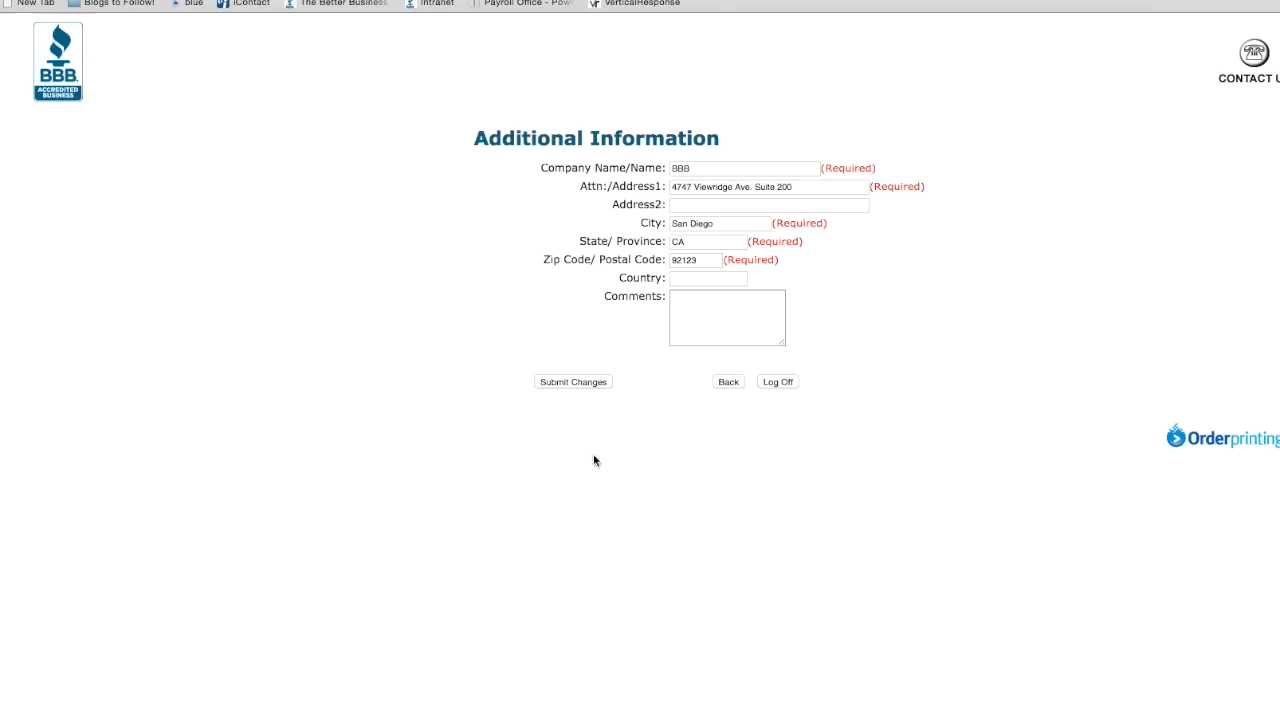 New Tab Blogs to Follow! blue iContact The Better Business Intranet Payroll Office - Pow VerticalResponse
BBB.
ACCREDITED
BUSINESS
CONTACT U
Additional Information
Company Name/Name: BBB (Required)
Attn:/Address1: 4747 Viewridge Ave. Suite 200 (Required)
Address2:
City: San Diego (Required)
State/ Province: CA (Required)
Zip Code/ Postal Code: 92123 (Required)
Country:
Comments:
Submit Changes Back Log Off
Orderprinting